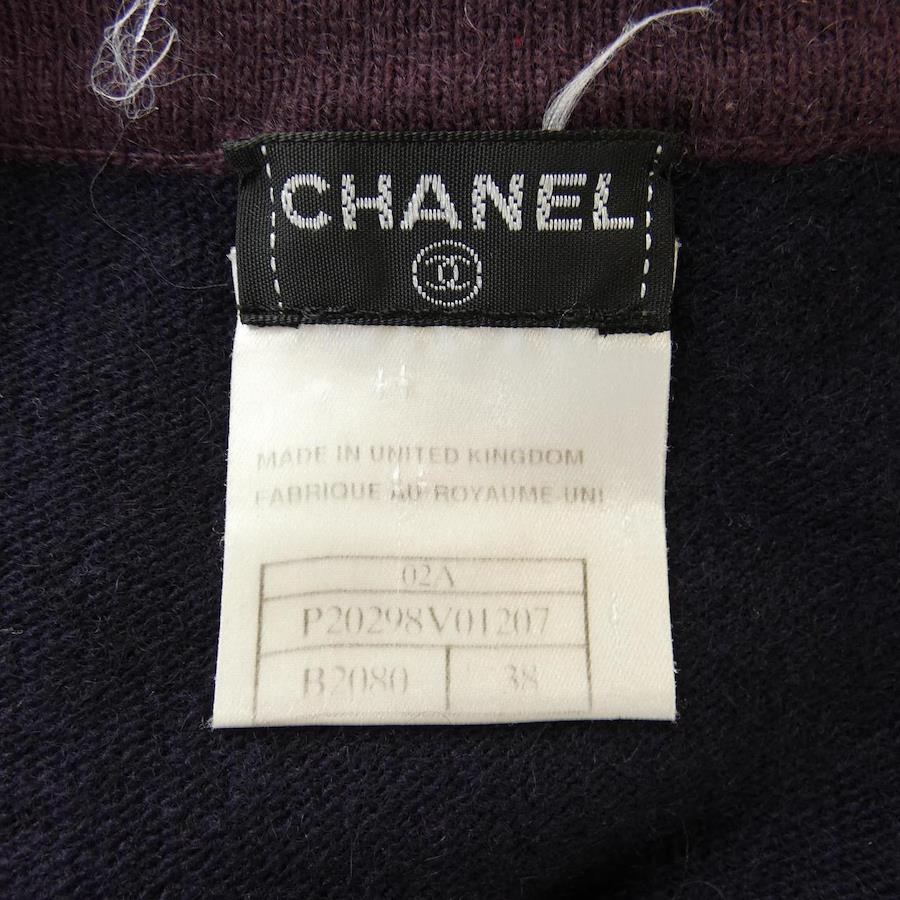 CHANEL
MADE IN UNITED KINGDOM
FABRIQUE AU ROYAUME-UNI
02A
P20298V01207
B2080 38